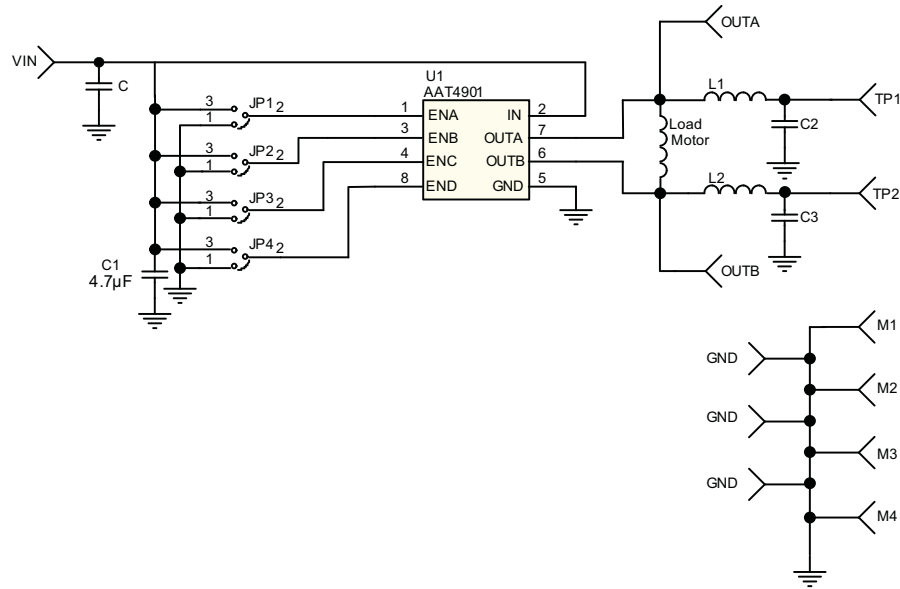 OUTA
VIN
C
U1
AAT4901
L1
TP1
3
JP1 2
1
1 ENA
IN 2
C2
3 ENB
OUTA 7
Load
Motor
3
JP2 2
1
4 ENC
OUTB 6
8 END
GND 5
L2
TP2
3
JP3 2
1
C3
3
JP4 2
1
C1
4.7µF
OUTB
M1
GND
M2
GND
M3
GND
M4